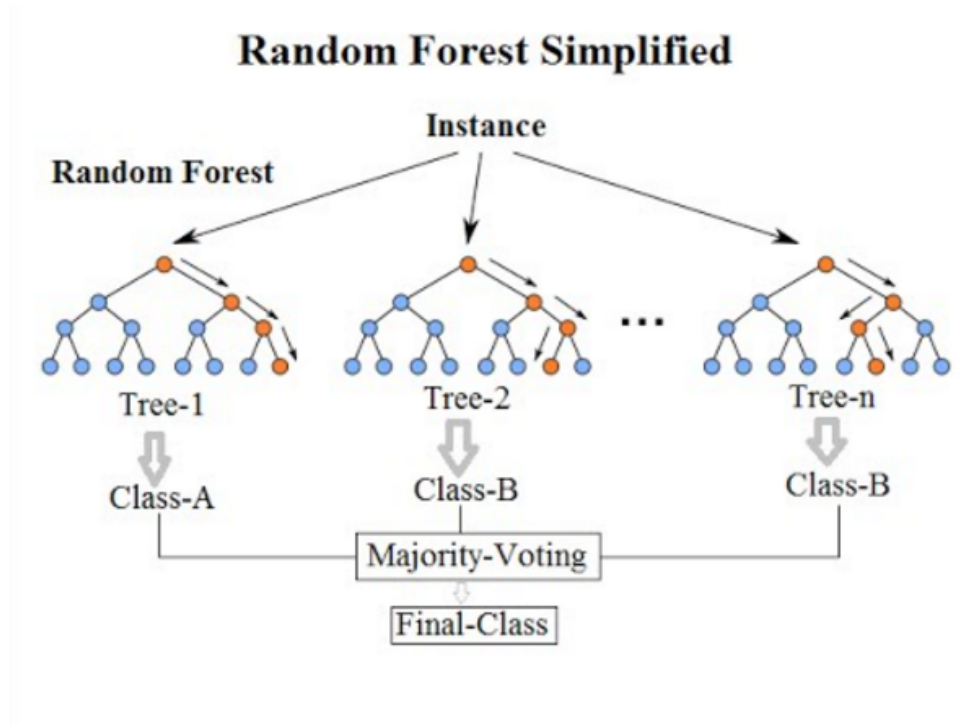 Random Forest Simplified
Instance
Random Forest
...
Tree-1
Tree-2
Tree-n
Class-A
Class-B
Class-B
Majority-Voting
Final-Class